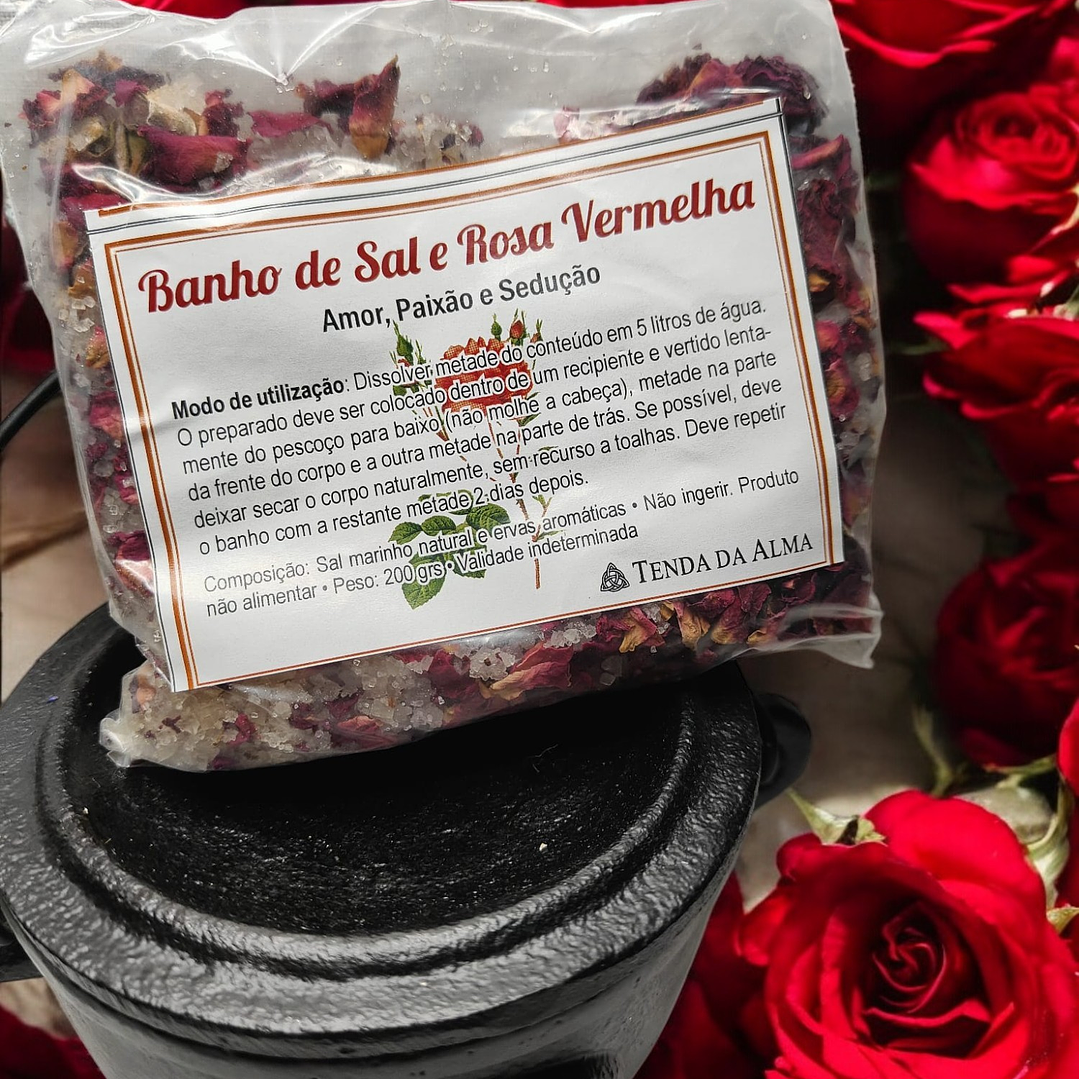 Banho de Sal e Rosa Vermelha
Amor, Paixão e Sedução
Modo de utilização: Dissolver metade do conteúdo em 5 litros de água.
O preparado deve ser colocado dentro de um recipiente e vertido lenta-
mente do pescoço para baixo (não molhe a cabeça), metade na parte
da frente do corpo e a outra metade na parte de trás. Se possível, deve
deixar secar o corpo naturalmente, sem recurso a toalhas. Deve repetir
o banho com a restante metade 2 dias depois.
Composição: Sal marinho natural e ervas aromáticas • Não ingerir. Produto
não alimentar • Peso: 200 grs • Validade indeterminada
TENDA DA ALMA